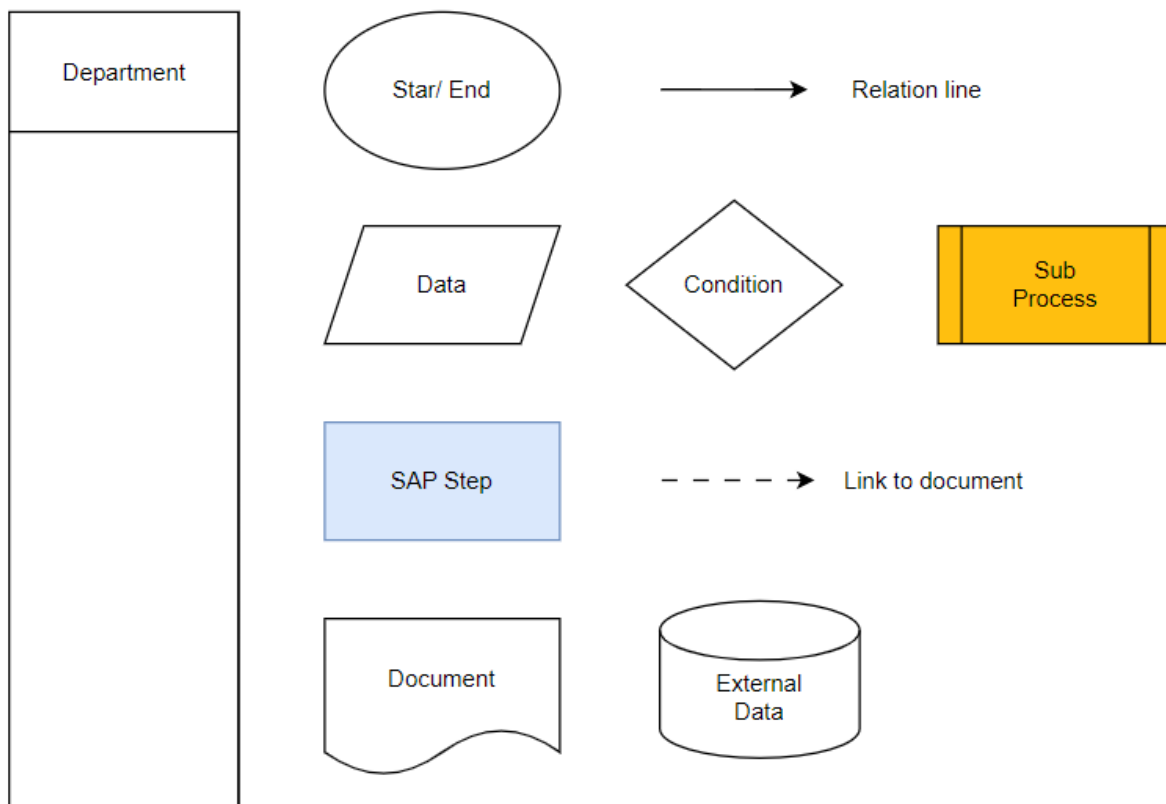 Department
Star/ End
Relation line
Data
Condition
Sub
Process
SAP Step
Link to document
Document
External
Data